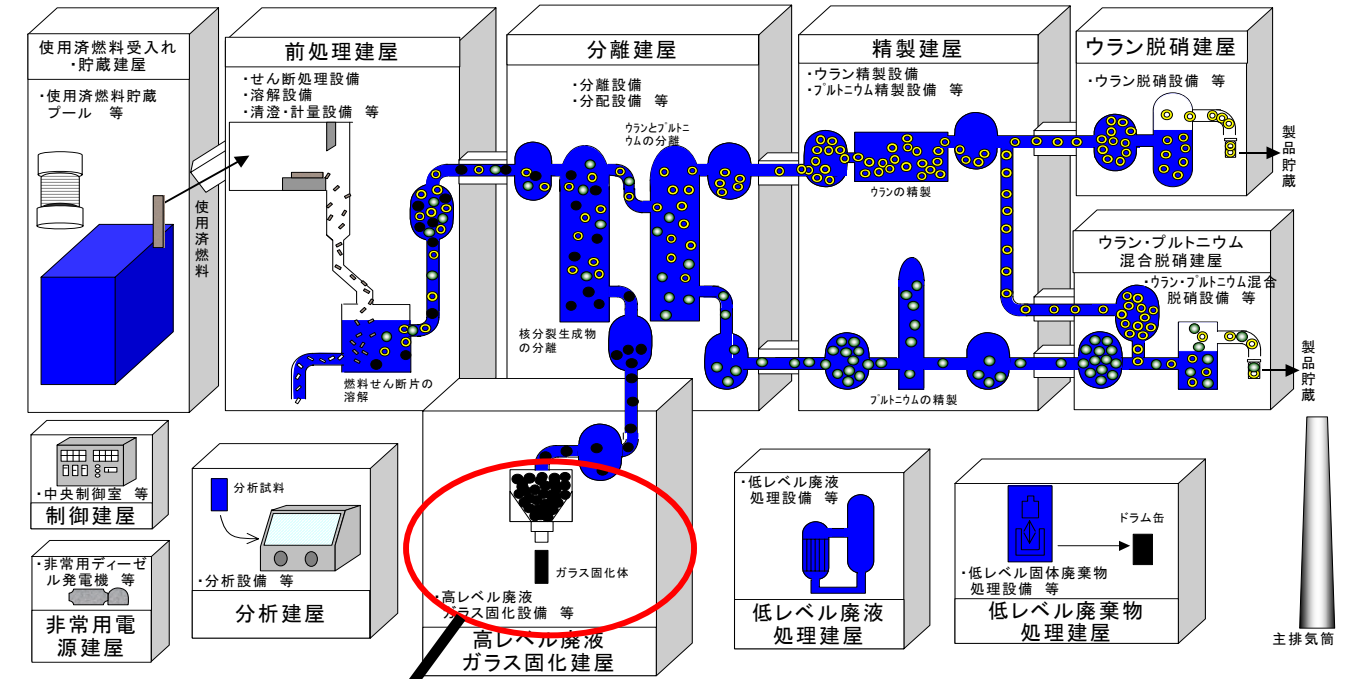 使用済燃料受入れ
・貯蔵建屋
・使用済燃料貯蔵
プール 等
使用済燃料
前処理建屋
・せん断処理設備
・溶解設備
・清澄・計量設備 等
燃料せん断片の
溶解
分離建屋
・分離設備
・分配設備 等
ウランとプルトニ
ウムの分離
核分裂生成物
の分離
精製建屋
・ウラン精製設備
・プルトニウム精製設備 等
ウランの精製
プルトニウムの精製
ウラン脱硝建屋
・ウラン脱硝設備 等
製品貯蔵
ウラン・プルトニウム
混合脱硝建屋
・ウラン・プルトニウム混合
脱硝設備 等
製品貯蔵
・中央制御室 等
制御建屋
・非常用ディーゼ
ル発電機 等
非常用電
源建屋
分析試料
・分析設備 等
分析建屋
ガラス固化体
・高レベル廃液
ガラス固化設備 等
高レベル廃液
ガラス固化建屋
・低レベル廃液
処理設備 等
低レベル廃液
処理建屋
ドラム缶
・低レベル固体廃棄物
処理設備 等
低レベル廃棄物
処理建屋
主排気筒